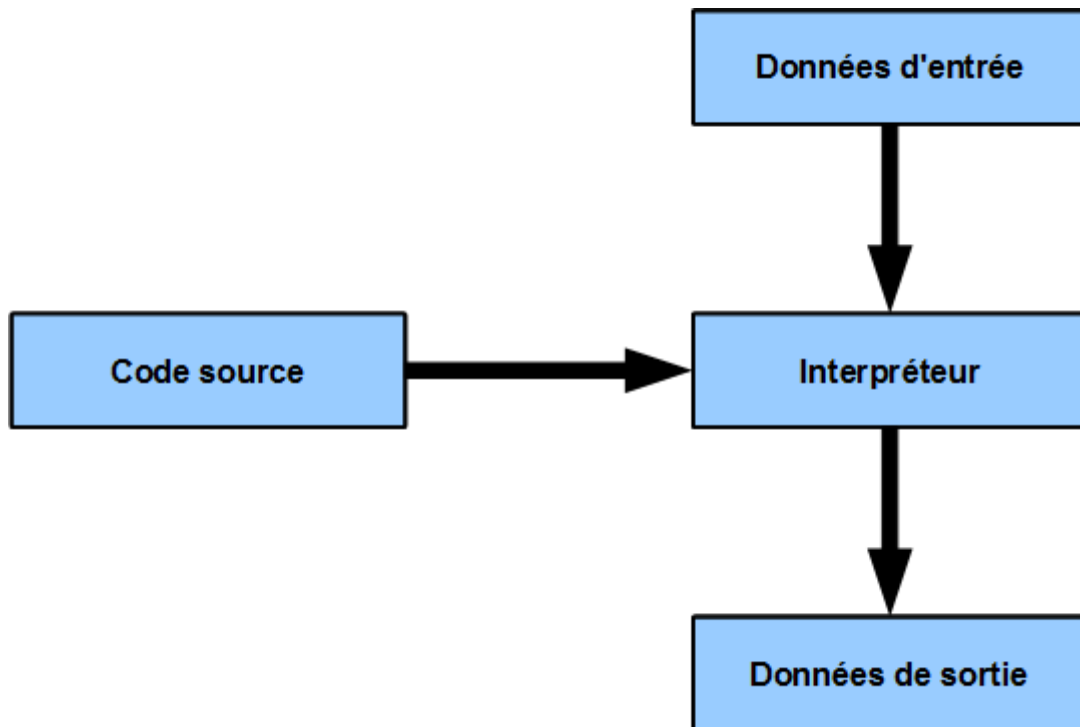 Données d'entrée
Code source
Interpréteur
Données de sortie